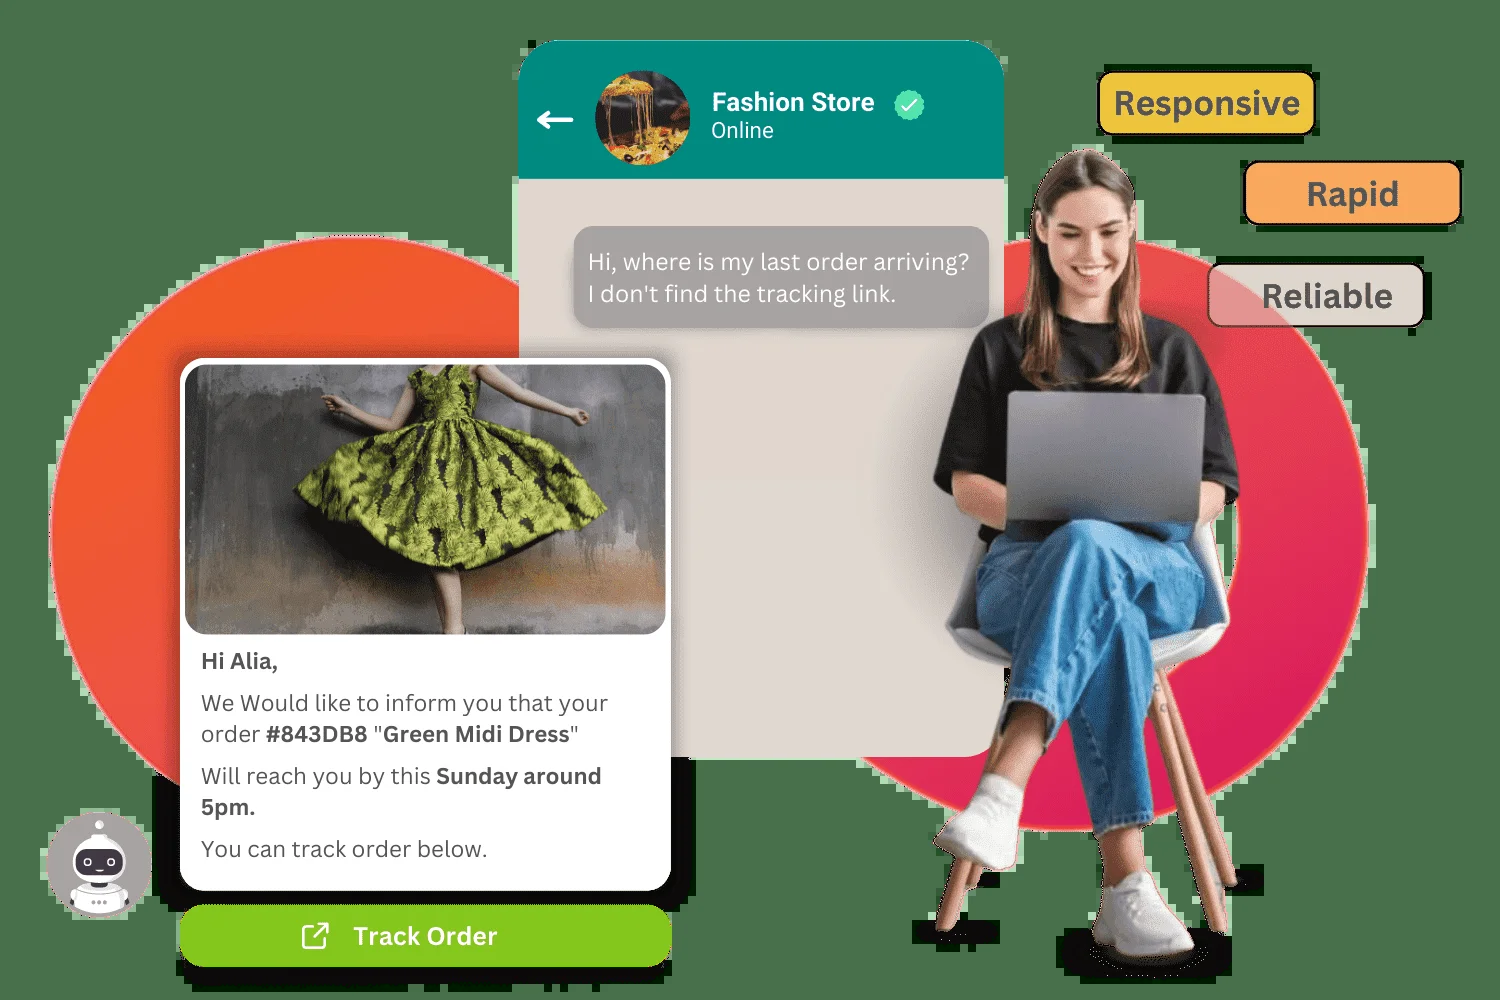 Fashion Store
Online
Responsive
Rapid
Reliable
Hi, where is my last order arriving?
I don't find the tracking link.
Hi Alia,
We Would like to inform you that your
order #843DB8 "Green Midi Dress"
Will reach you by this Sunday around
5pm.
You can track order below.
Track Order